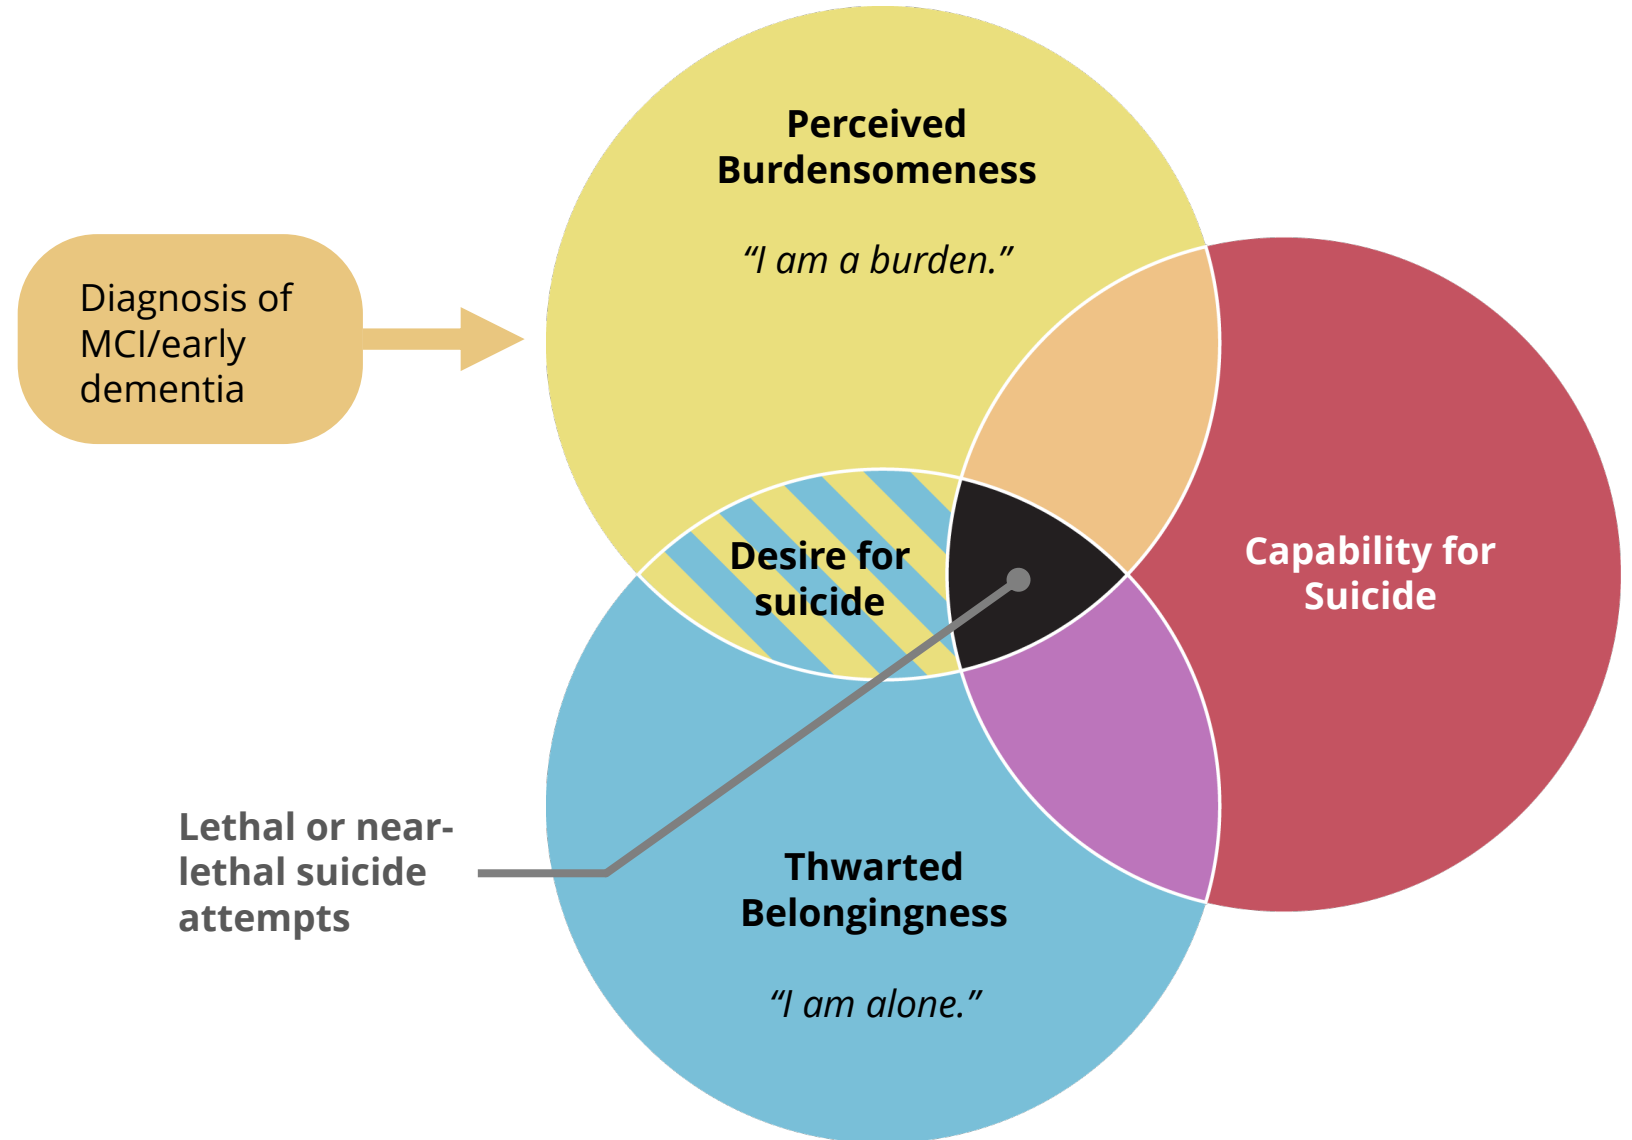 Perceived
Burdensomeness
“I am a burden.”
Diagnosis of
MCI/early
dementia
Desire for
suicide
Capability for
Suicide
Lethal or near-
lethal suicide
attempts
Thwarted
Belongingness
“I am alone.”